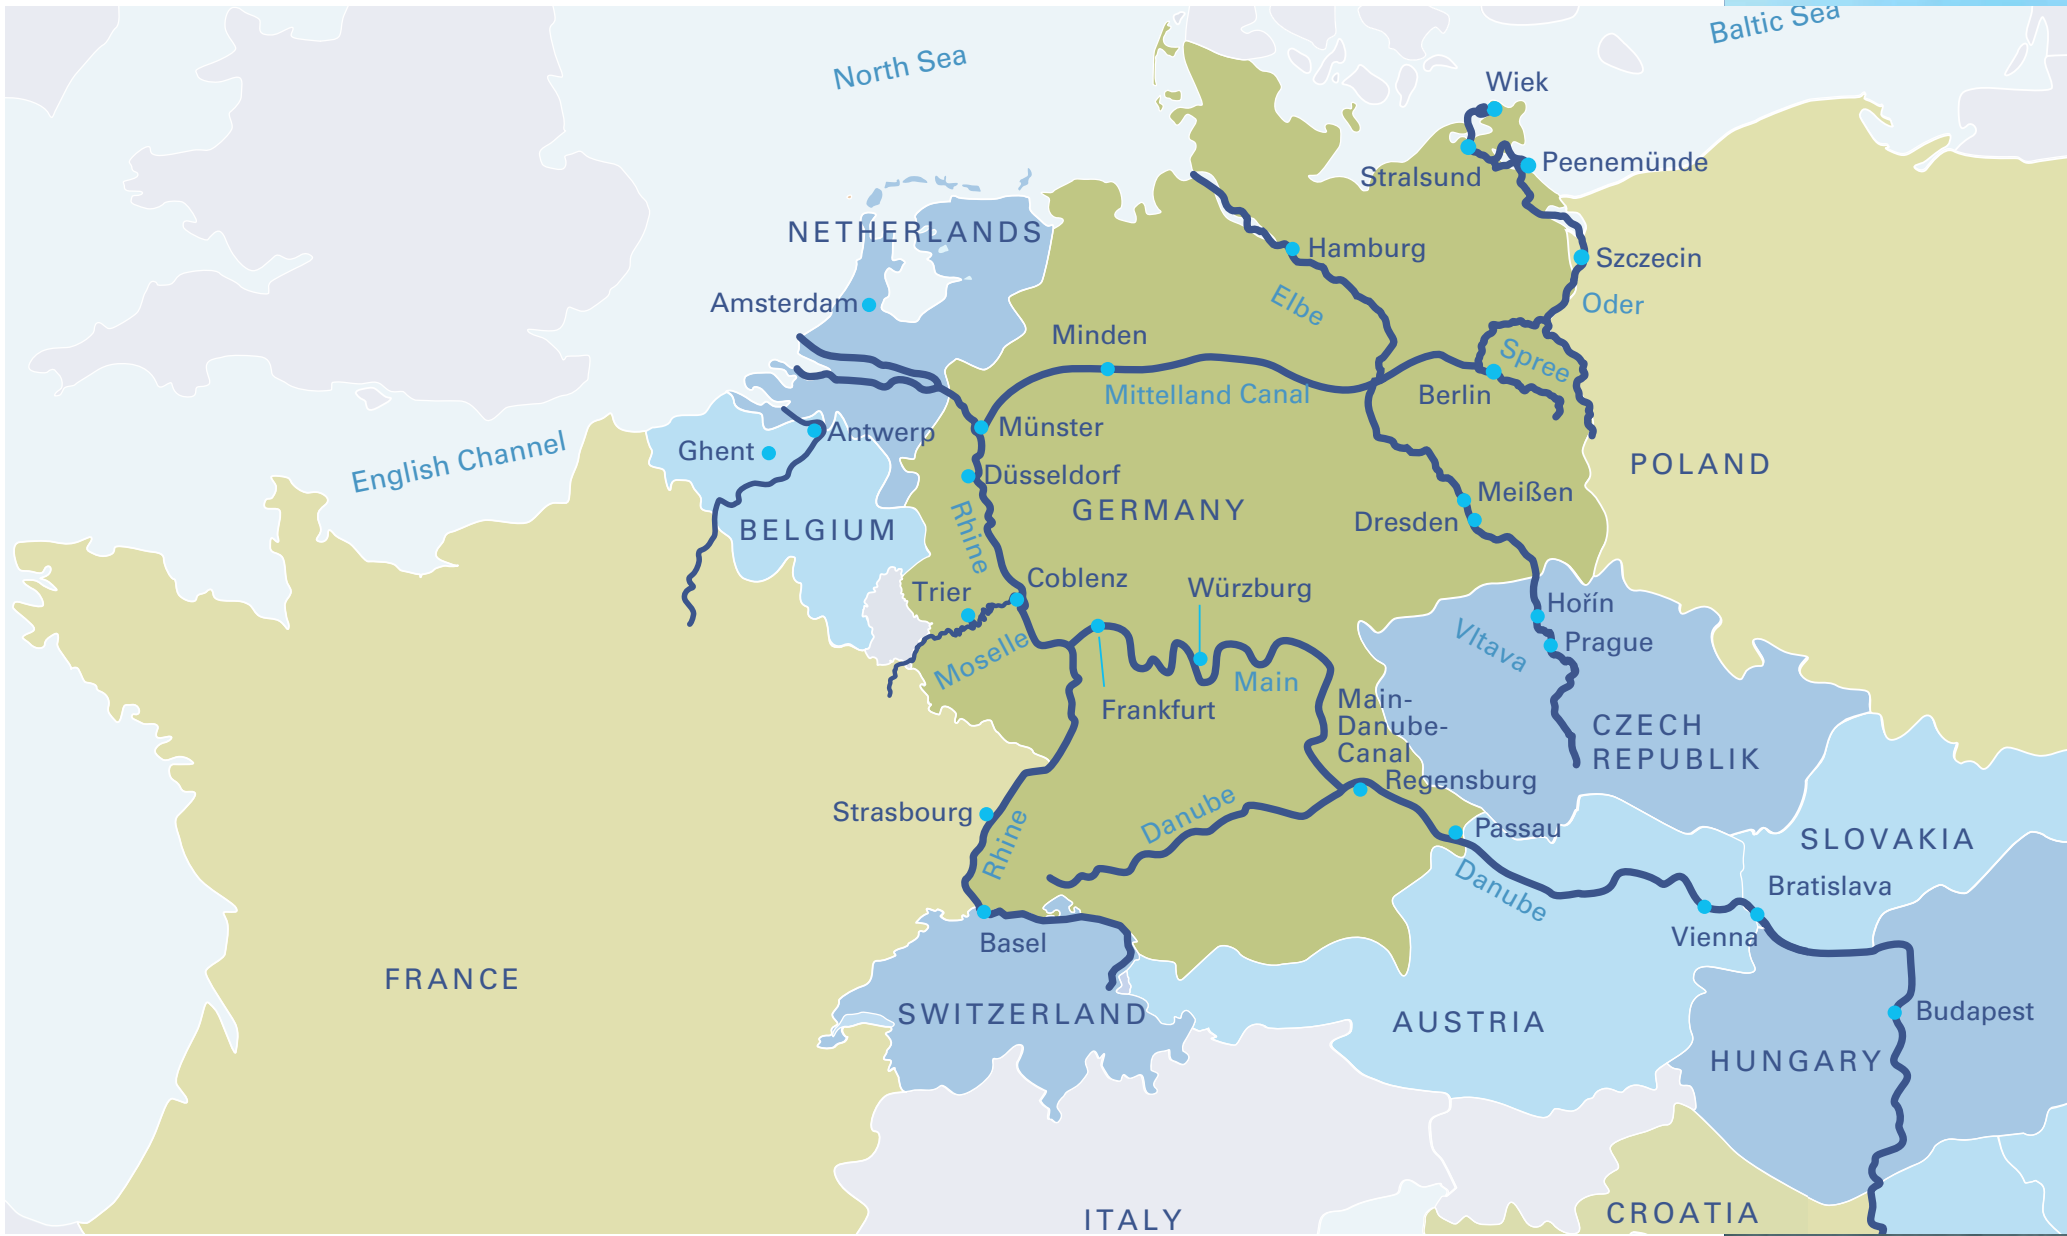 Baltic Sea
North Sea
Wiek
Peenemünde
Stralsund
NETHERLANDS
Hamburg
Szczecin
Amsterdam
Elbe
Oder
Minden
Spree
Mittelland Canal
Berlin
Münster
Antwerp
Ghent
English Channel
POLAND
Düsseldorf
Meißen
GERMANY
Rhine
Dresden
BELGIUM
Coblenz
Trier
Würzburg
Hořín
Vltava
Prague
Moselle
Main
Frankfurt
Main-
Danube-
Canal
CZECH
REPUBLIK
Regensburg
Strasbourg
Danube
Passau
Rhine
SLOVAKIA
Danube
Bratislava
Vienna
Basel
FRANCE
SWITZERLAND
AUSTRIA
Budapest
HUNGARY
ITALY
CROATIA